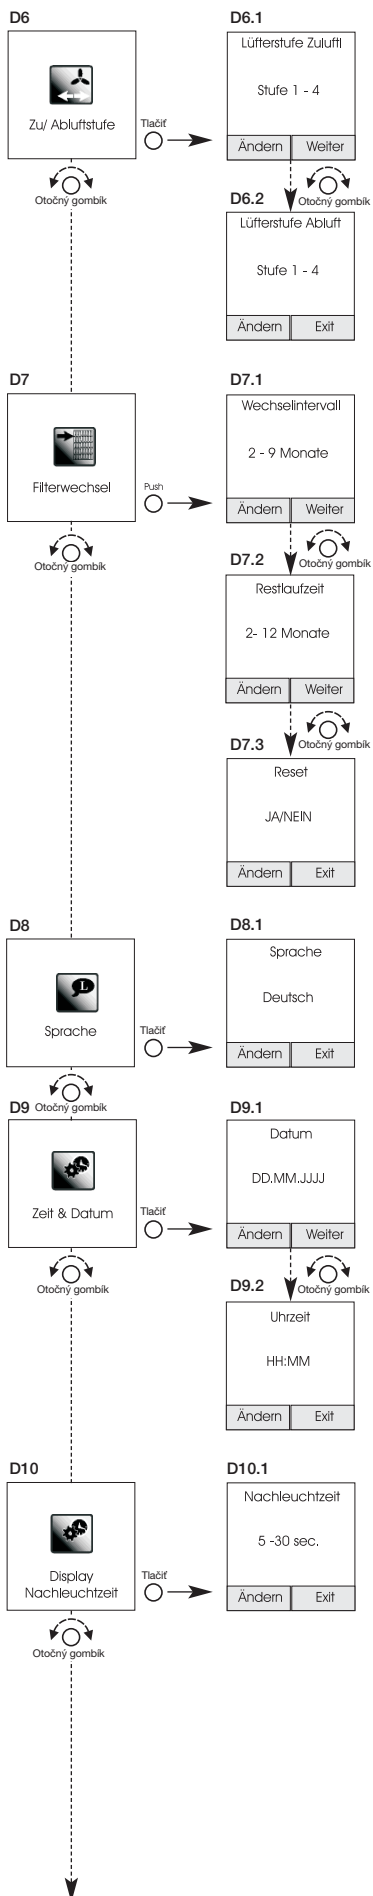 D6
D6.1
Zu/ Abluftstufe
Tlačiť
Otočný gombík
Lüfterstufe Zuluftl
Stufe 1 - 4
Ändern Weiter
Otočný gombík
D6.2
Lüfterstufe Abluft
Stufe 1 - 4
Ändern Exit
D7
D7.1
Filterwechsel
Push
Otočný gombík
Wechselintervall
2 - 9 Monate
Ändern Weiter
Otočný gombík
D7.2
Restlaufzeit
2- 12 Monate
Ändern Weiter
Otočný gombík
D7.3
Reset
JA/NEIN
Ändern Exit
D8
D8.1
L
Sprache
Tlačiť
Otočný gombík
Sprache
Deutsch
Ändern Exit
D9
D9.1
Zeit & Datum
Tlačiť
Otočný gombík
Datum
DD.MM.JJJJ
Ändern Weiter
Otočný gombík
D9.2
Uhrzeit
HH:MM
Ändern Exit
D10
D10.1
Display
Nachleuchtzeit
Tlačiť
Otočný gombík
Nachleuchtzeit
5 -30 sec.
Ändern Exit